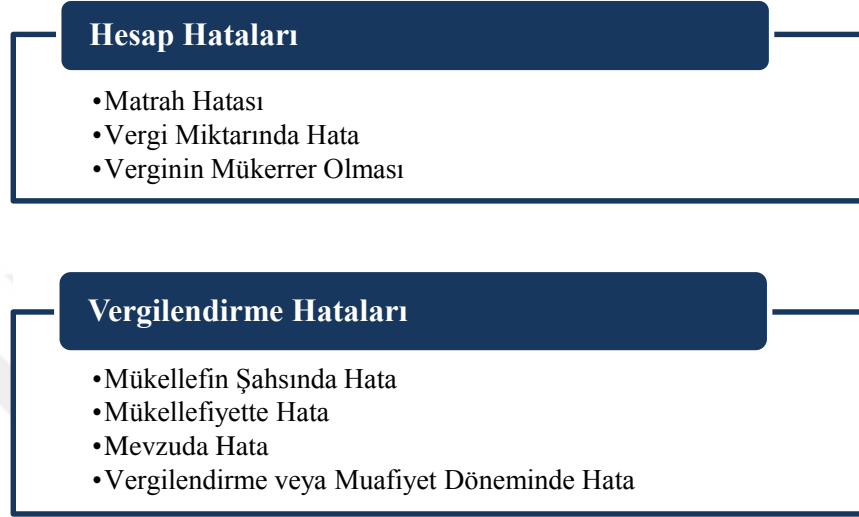 Hesap Hataları
•Matrah Hatası
•Vergi Miktarında Hata
•Verginin Mükerrer Olması
Vergilendirme Hataları
•Mükellefin Şahsında Hata
•Mükellefiyette Hata
•Mevzuda Hata
•Vergilendirme veya Muafiyet Döneminde Hata